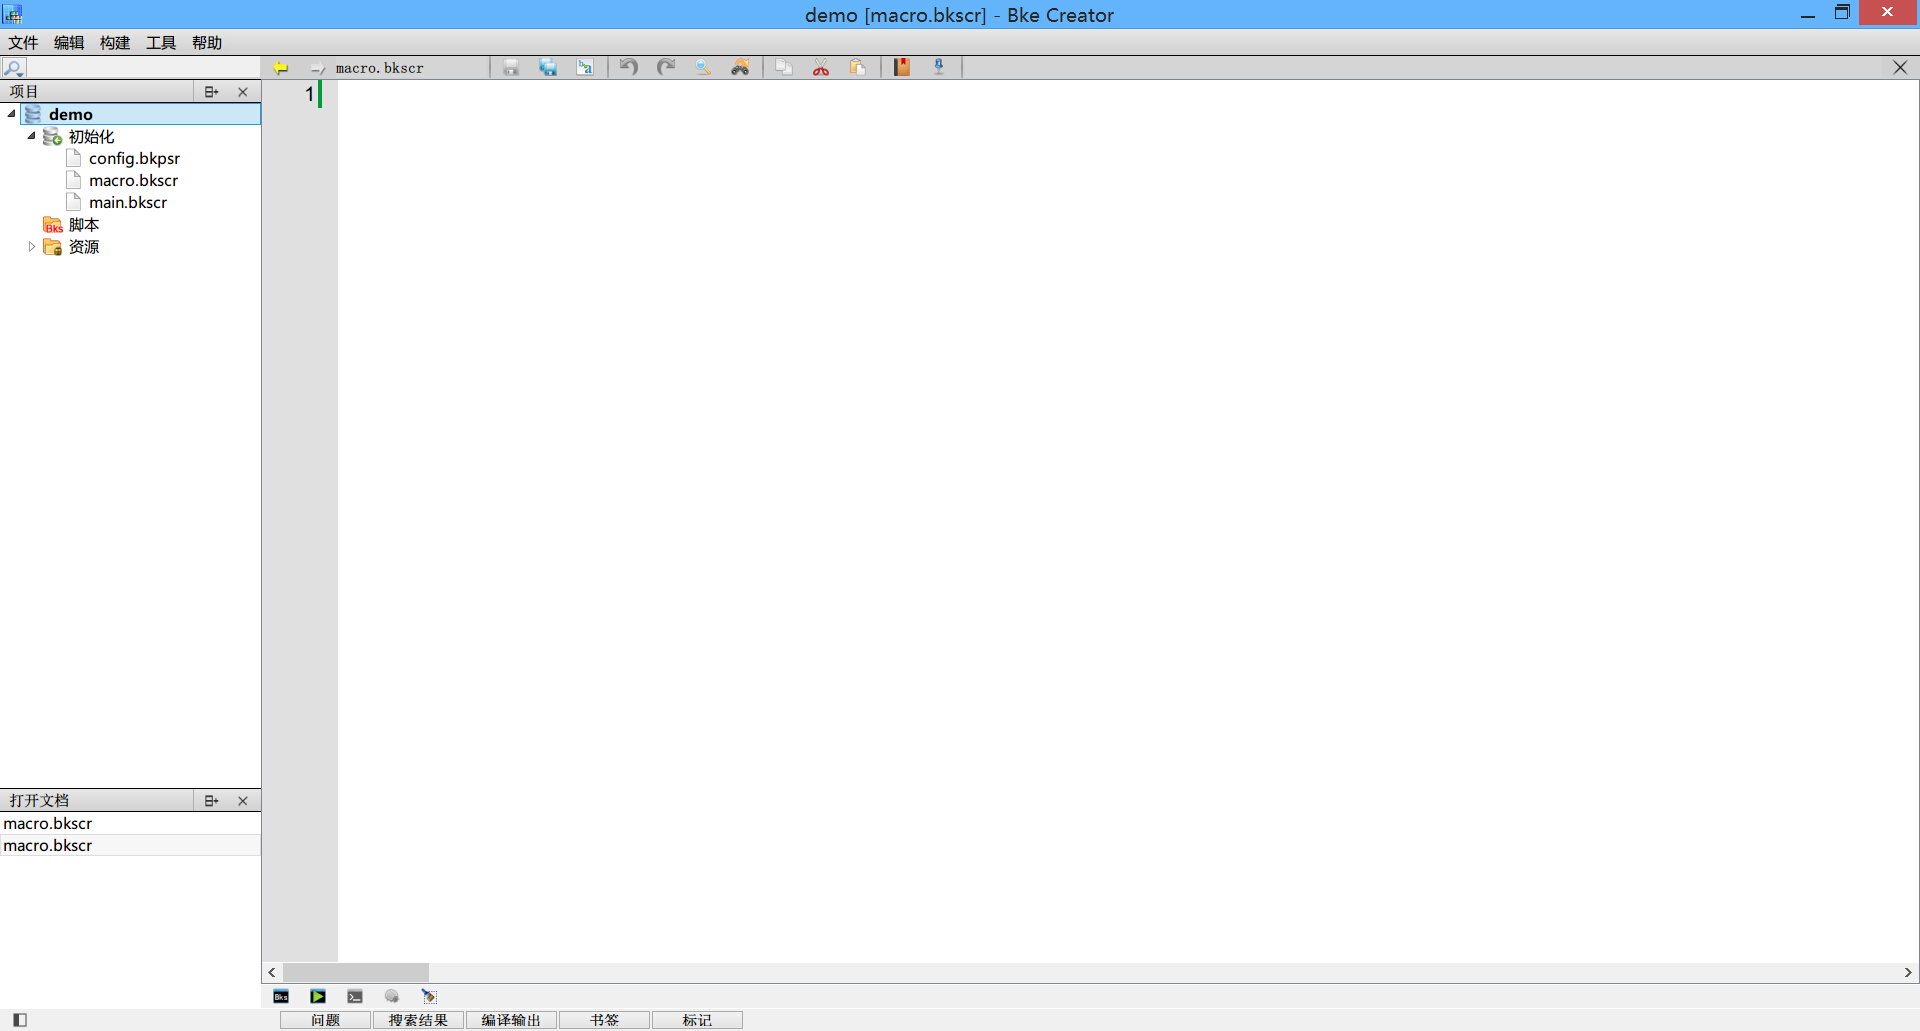 demo [macro.bkscr] - Bke Creator
文件 编辑 构建 工具 帮助
macro.bkscr
项目
1
demo
初始化
config.bkpsr
macro.bkscr
main.bkscr
Bks
脚本
资源
打开文档
macro.bkscr
macro.bkscr
Bks
问题 搜索结果 编译输出 书签 标记